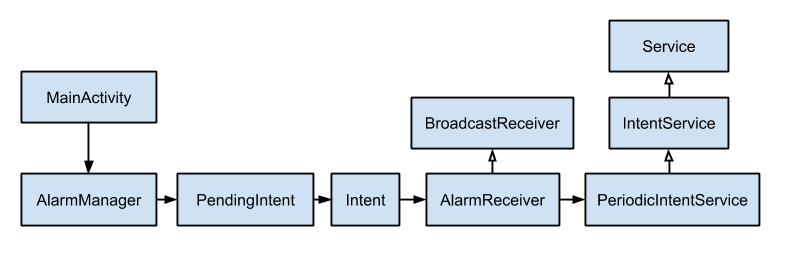 Service
MainActivity
BroadcastReceiver
IntentService
AlarmManager
PendingIntent
Intent
AlarmReceiver
PeriodicIntentService